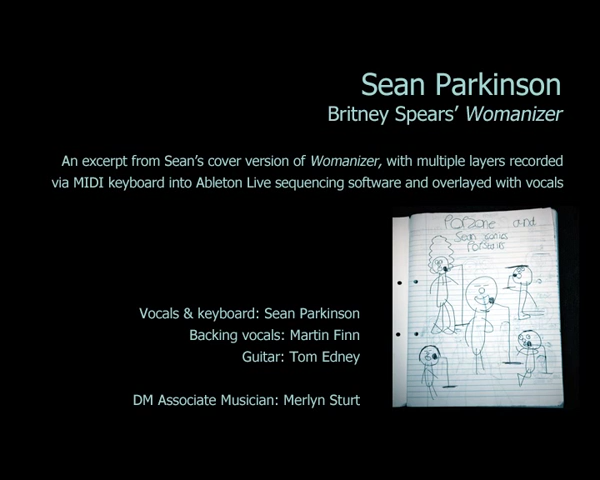 Sean Parkinson
Britney Spears’ Womanizer
An excerpt from Sean’s cover version of Womanizer, with multiple layers recorded
via MIDI keyboard into Ableton Live sequencing software and overlayed with vocals
and
Sean
Vocals & keyboard: Sean Parkinson
Backing vocals: Martin Finn
Guitar: Tom Edney
DM Associate Musician: Merlyn Sturt